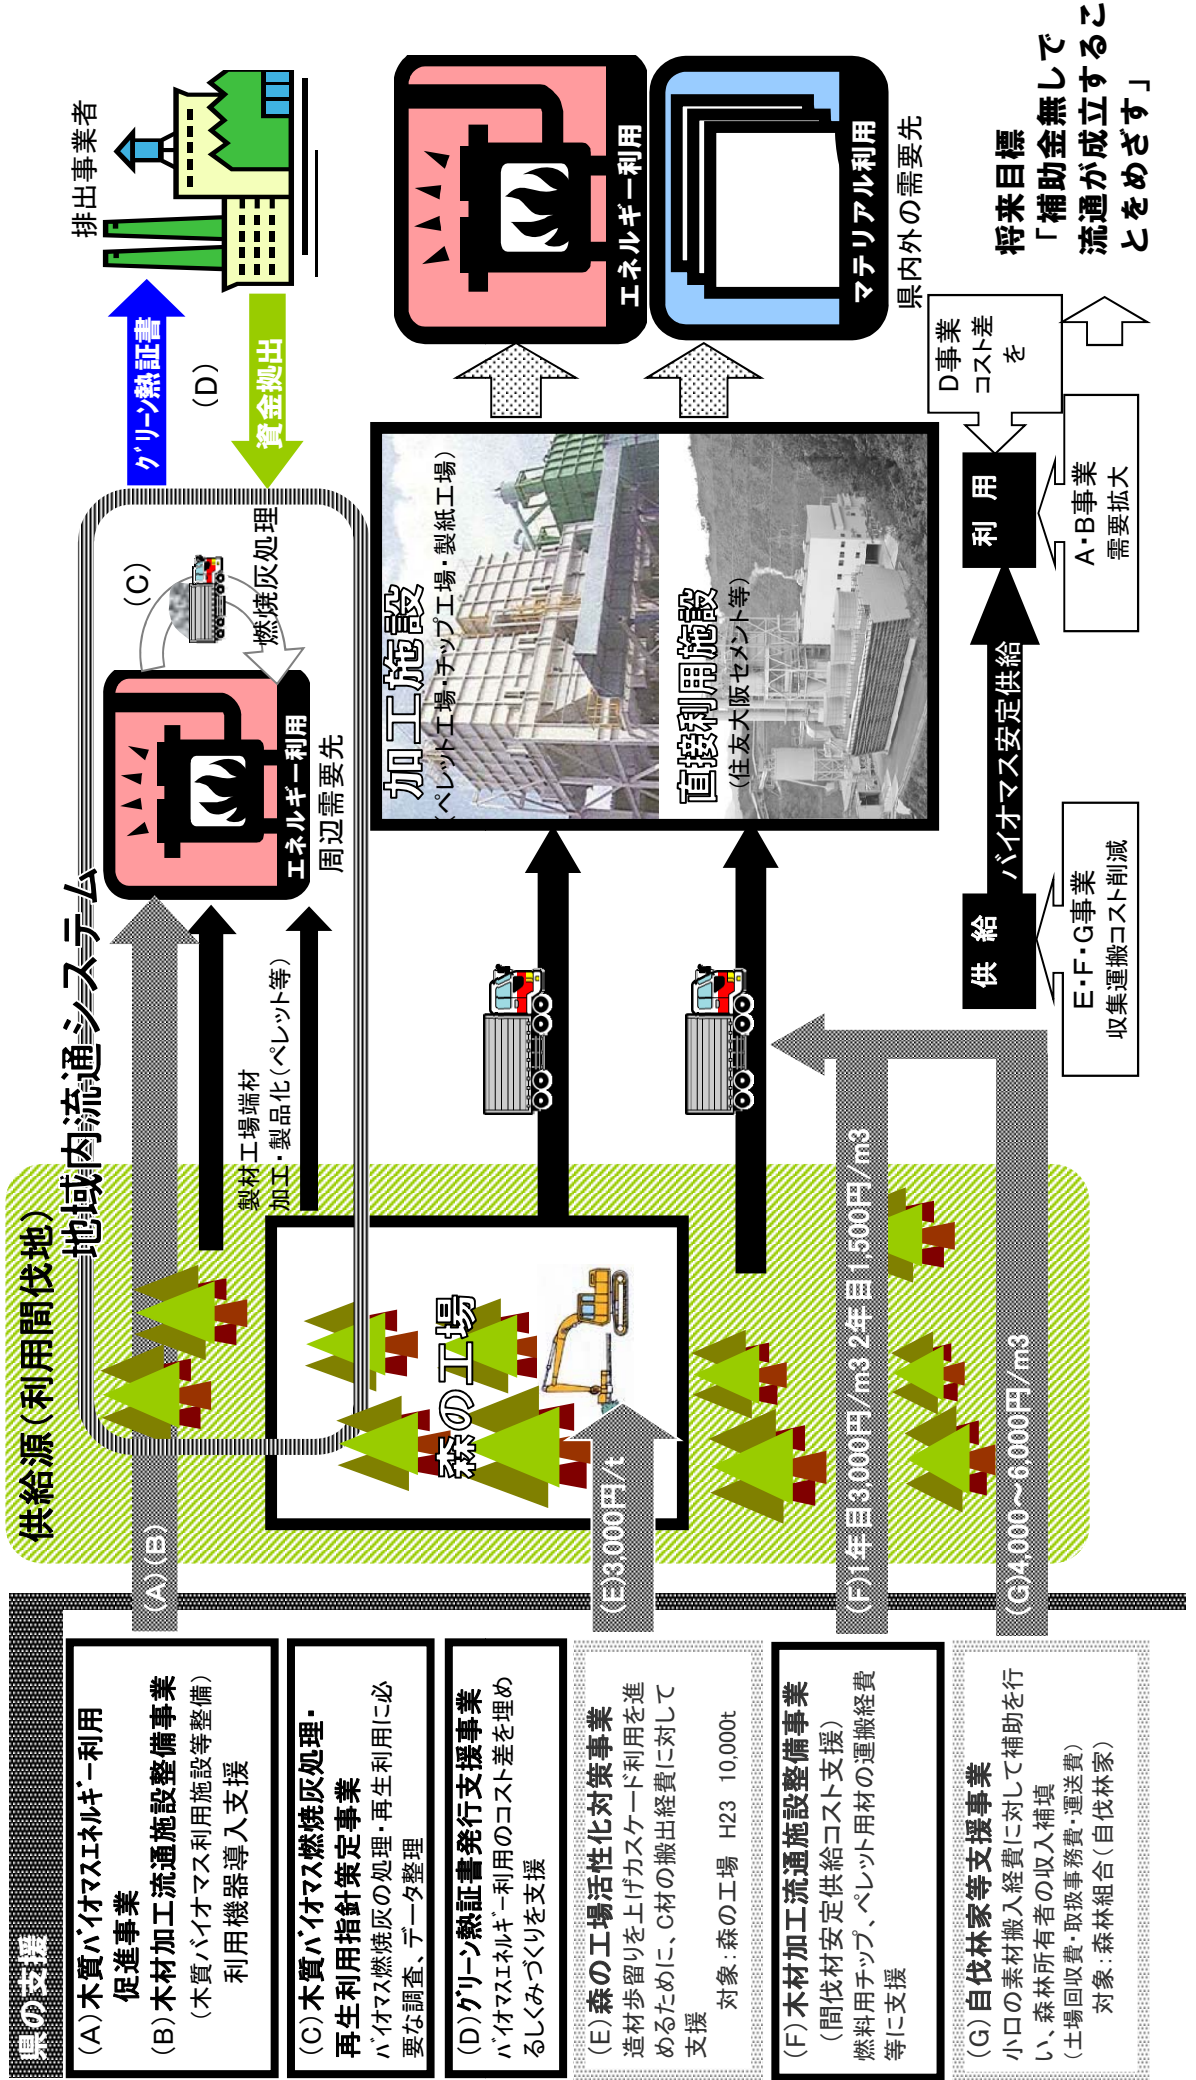 県の支援
(A)木質バイオマスエネルギー利用
促進事業
(B)木材加工流通施設整備事業
(木質バイオマス利用施設等整備)
利用機器導入支援
(C)木質バイオマス燃焼灰処理・
再生利用指針策定事業
バイオマス燃焼灰の処理・再生利用に必
要な調査、データ整理
(D)グリーン熱証書発行支援事業
バイオマスエネルギー利用のコスト差を埋め
るしくみづくりを支援
(E)森の工場活性化対策事業
造材歩留りを上げカスケード利用を進
めるために、C材の搬出経費に対して
支援
対象:森の工場 H23 10,000t
(F)木材加工流通施設整備事業
(間伐材安定供給コスト支援)
燃料用チップ、ペレット用材の運搬経費
等に支援
(G)自伐林家等支援事業
小口の素材搬入経費に対して補助を行
い、森林所有者の収入補填
(土場回収費・取扱事務費・運送費)
対象:森林組合(自伐林家)
供給源(利用間伐地)
地域内流通システム
(A)(B)
製材工場端材
加工・製品化(ペレット等)
森の工場
(E)3,000円/t
(F)1年目3,000円/m3 2年目1,500円/m3
(G)4,000~6,000円/m3
エネルギー利用
周辺需要先
(C)
燃焼灰処理
グリーン熱証書
(D)
資金拠出
排出事業者
加工施設
(ペレット工場・チップ工場・製紙工場)
直接利用施設
(住友大阪セメント等)
エネルギー利用
マテリアル利用
県内外の需要先
供 給
バイオマス安定供給
利 用
E・F・G事業
収集運搬コスト削減
A・B事業
需要拡大
D事業
コスト差
を
将来目標
「補助金無しで
流通が成立するこ
とをめざす」